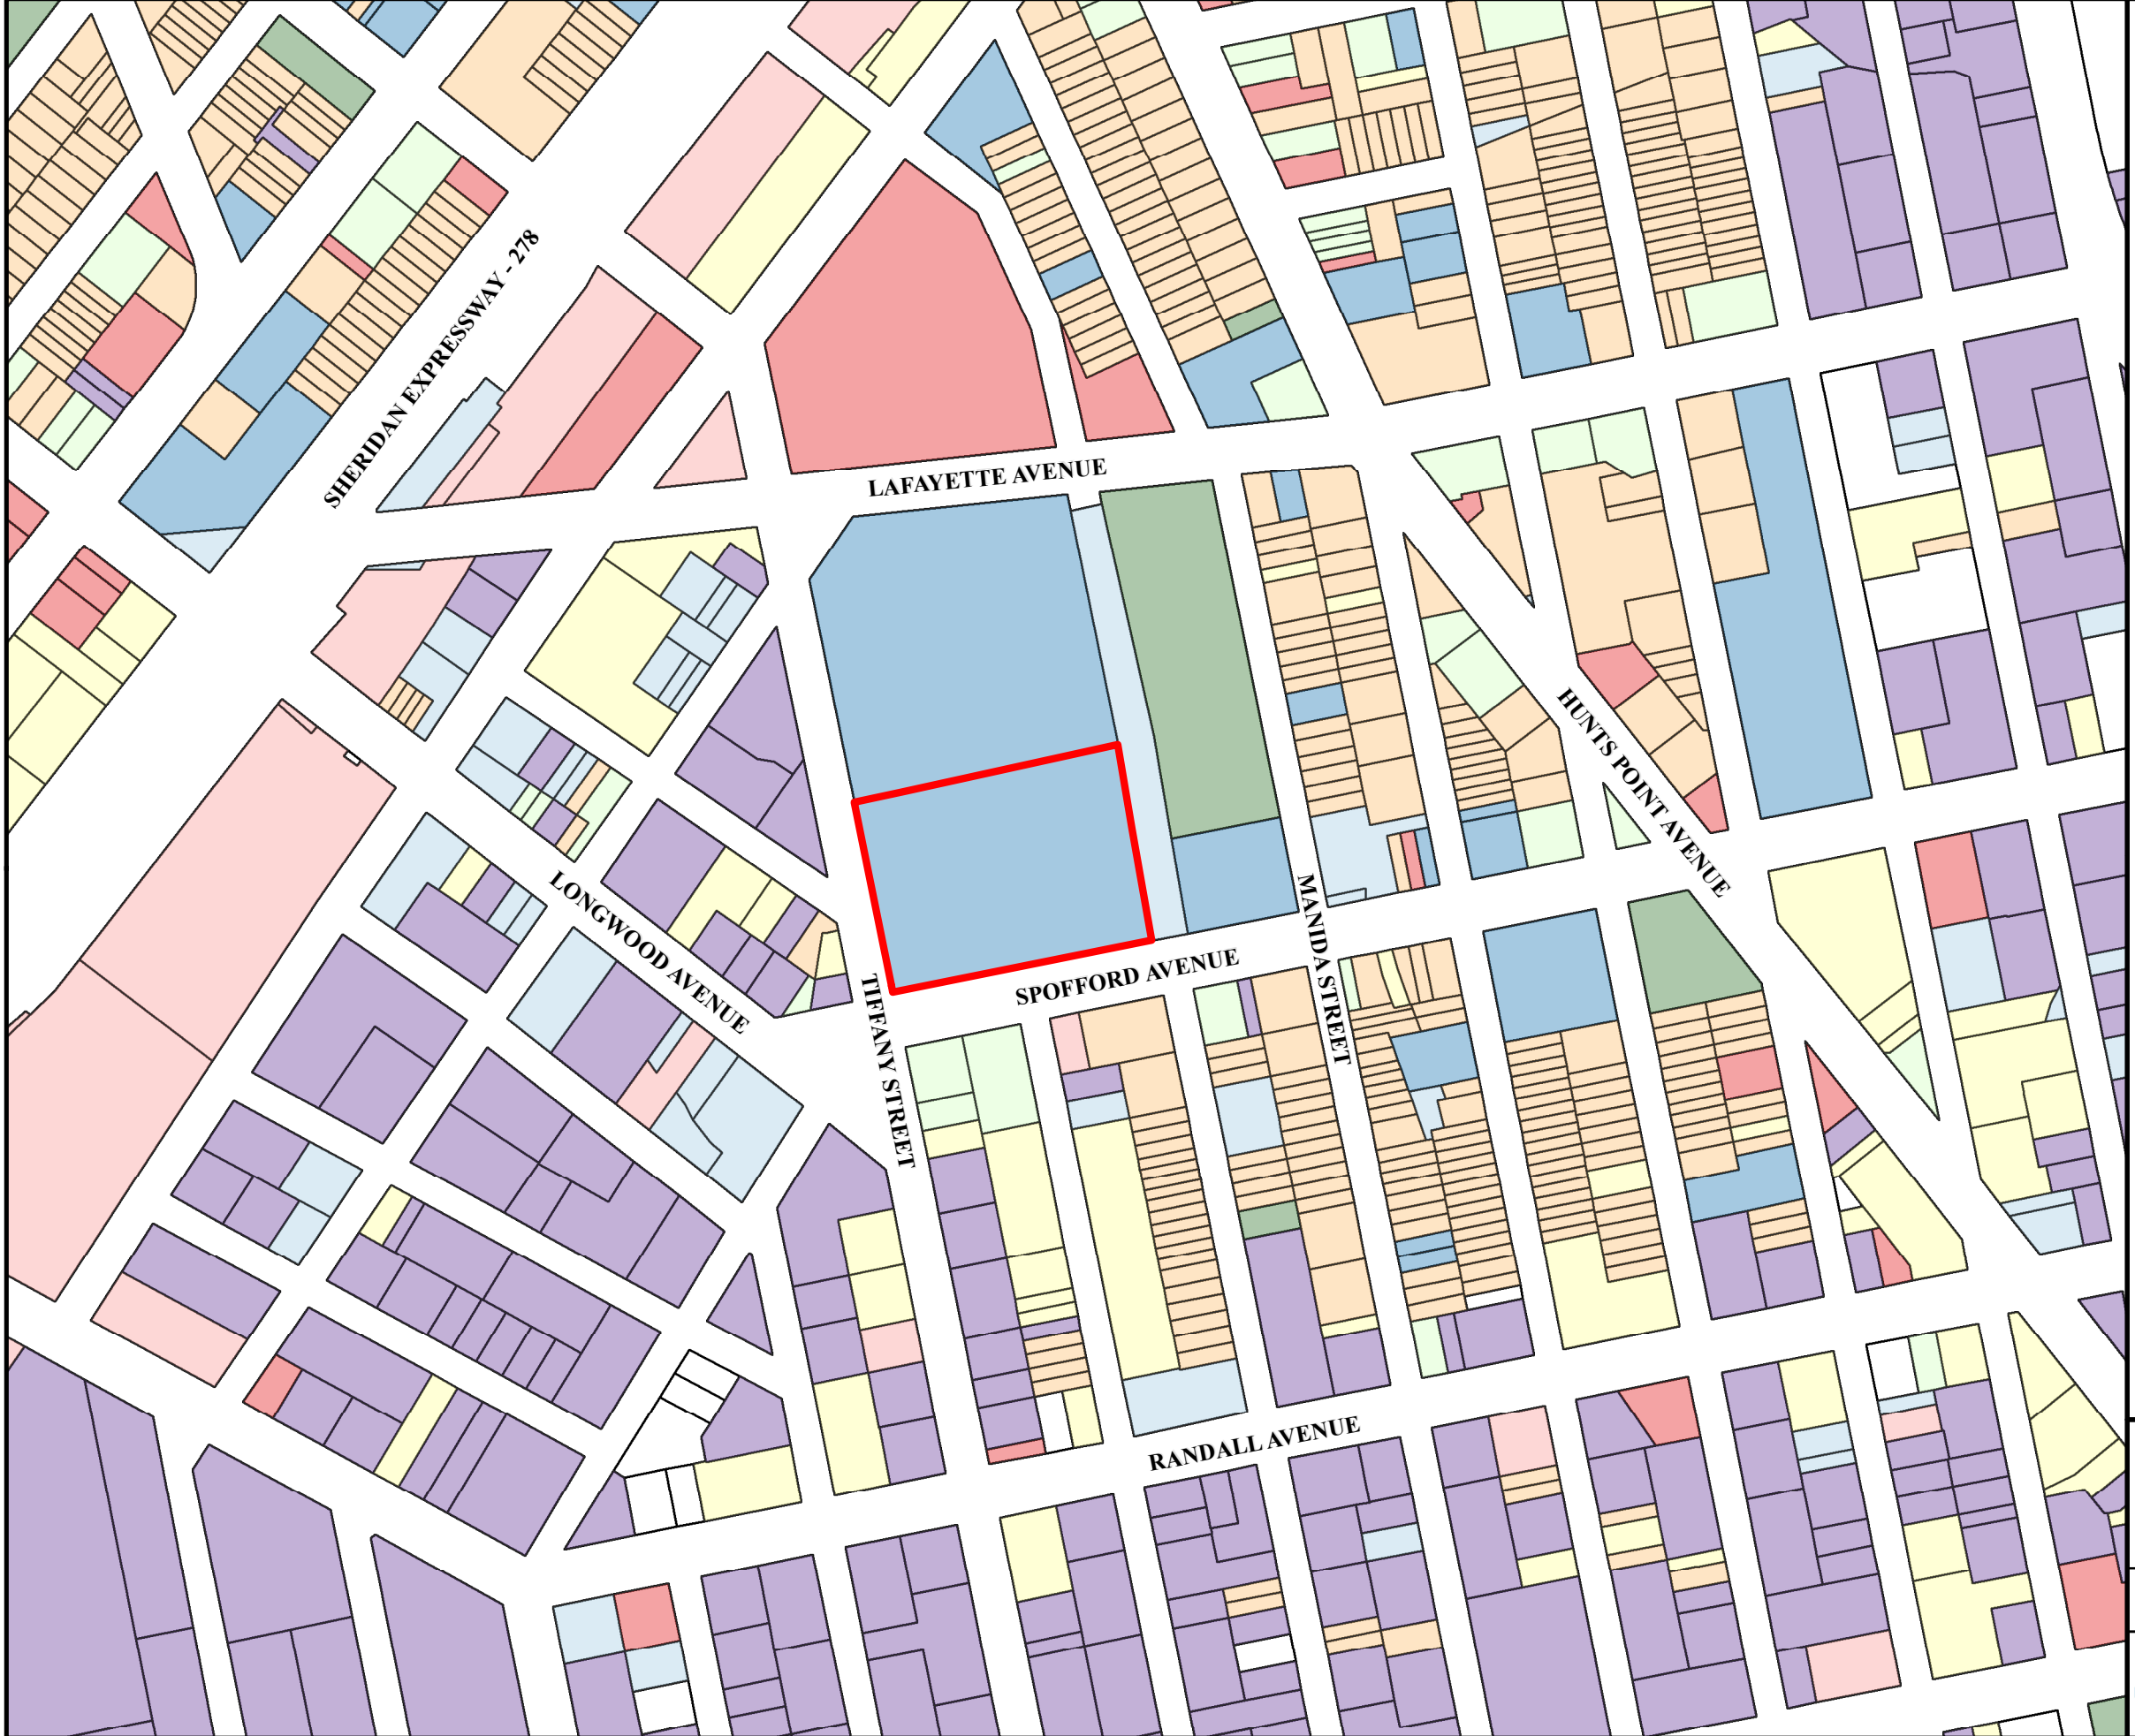 SHERIDAN EXPRESSWAY - 278
LAFAYETTE AVENUE
HUNTS POINT AVENUE
LONGWOOD AVENUE
MANIDA STREET
SPOFFORD AVENUE
TIFFANY STREET
RANDALL AVENUE